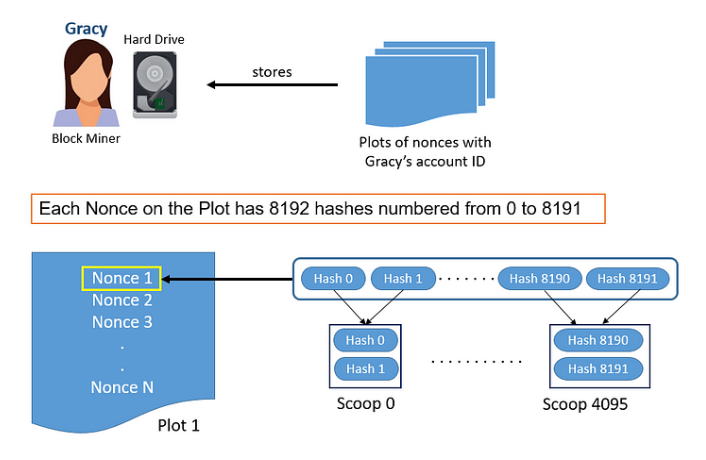 Gracy
Hard Drive
Block Miner
stores
Plots of nonces with
Gracy's account ID
Each Nonce on the Plot has 8192 hashes numbered from 0 to 8191
Nonce 1
Nonce 2
Nonce 3
.
.
Nonce N
Plot 1
Hash 0 Hash 1 ....... Hash 8190 Hash 8191
Hash 0
Hash 1
Scoop 0
...........
Hash 8190
Hash 8191
Scoop 4095